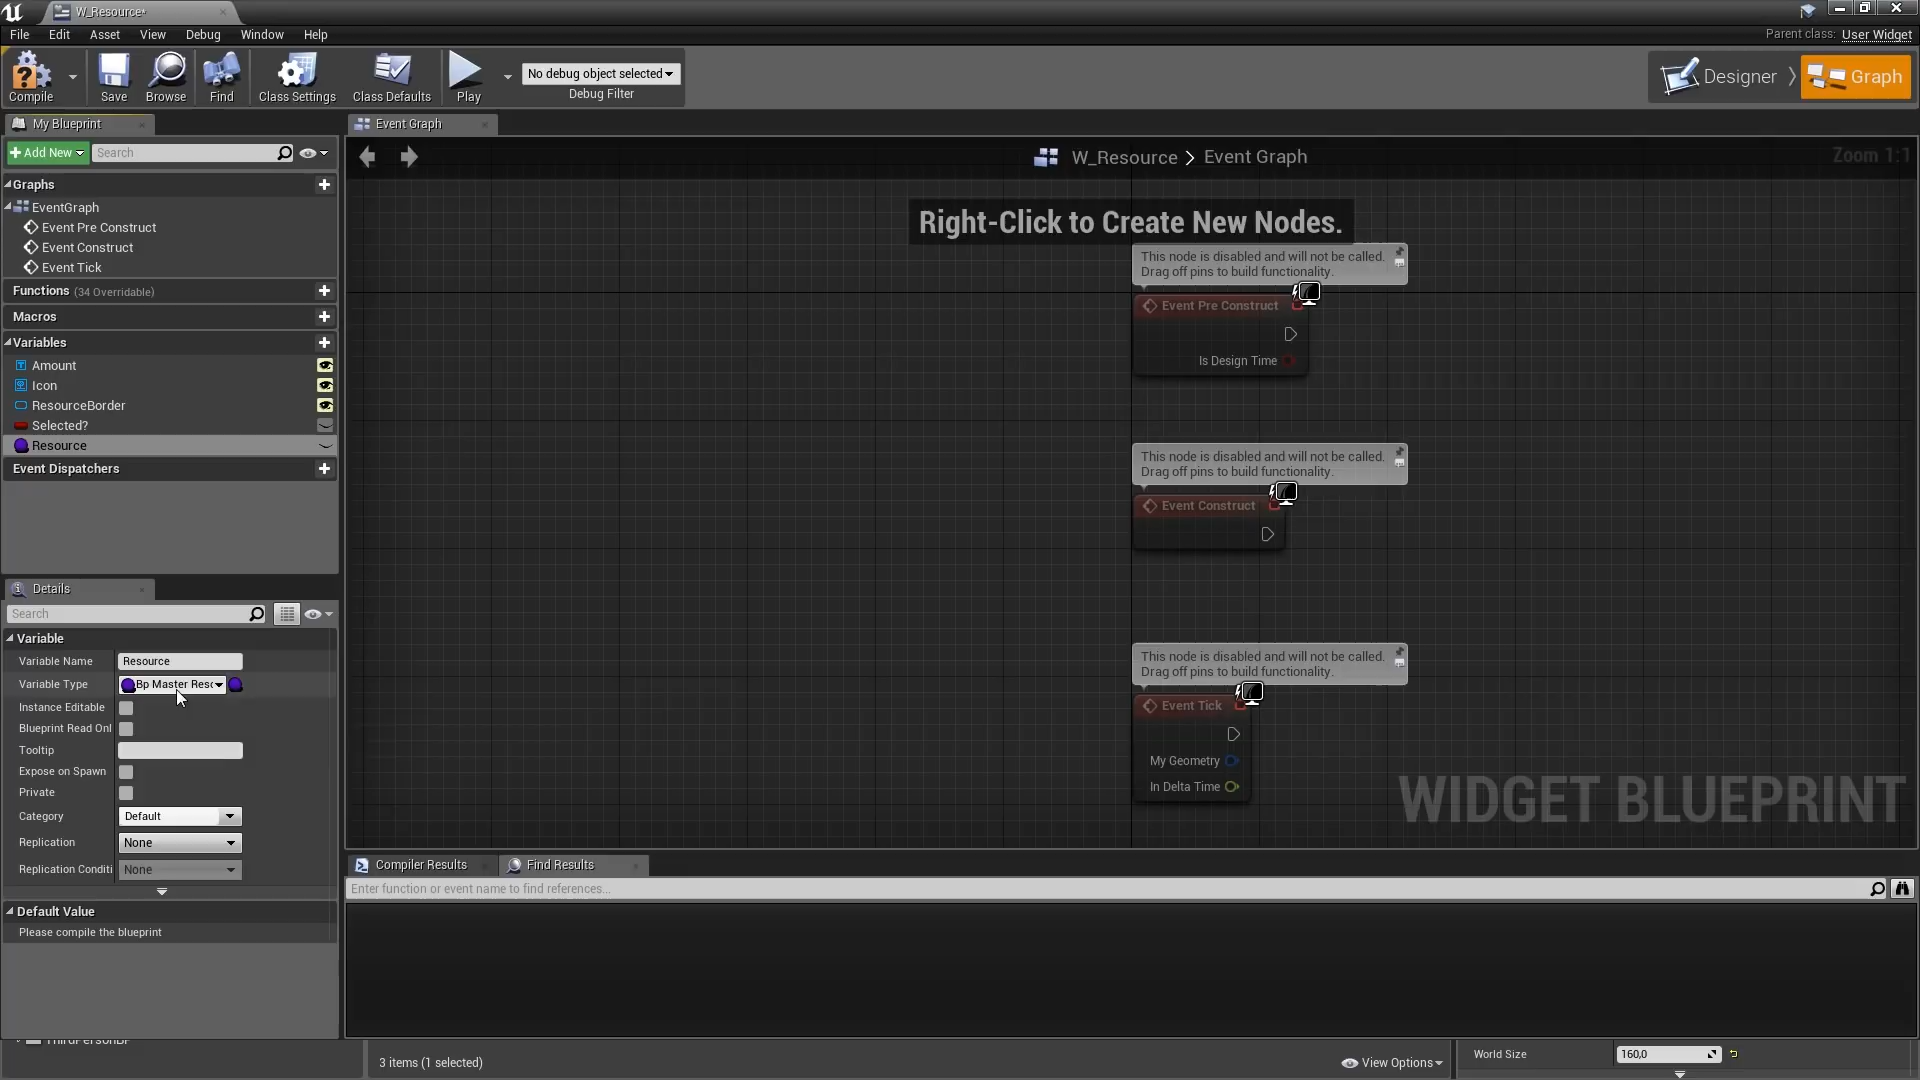 W_Resource*
File Edit Asset View Debug Window Help
Parent class: User Widget
Compile Save Browse Find Class Settings Class Defaults Play
No debug object selected
Debug Filter
Designer Graph
My Blueprint
Event Graph
+ Add New Search
W_Resource > Event Graph
Zoom 1:1
Graphs
EventGraph
Event Pre Construct
Event Construct
Event Tick
Functions (34 Overridable)
Macros
Variables
Amount
Icon
ResourceBorder
Selected?
Resource
Event Dispatchers
Right-Click to Create New Nodes.
This node is disabled and will not be called.
Drag off pins to build functionality.
Event Pre Construct
Is Design Time
This node is disabled and will not be called.
Drag off pins to build functionality.
Event Construct
This node is disabled and will not be called.
Drag off pins to build functionality.
Event Tick
My Geometry
In Delta Time
WIDGET BLUEPRINT
Details
Search
Variable
Variable Name Resource
Variable Type Bp Master Resc
Instance Editable
Blueprint Read Onl
Tooltip
Expose on Spawn
Private
Category Default
Replication None
Replication Conditi None
Default Value
Please compile the blueprint
Compiler Results Find Results
Enter function or event name to find references...
ThirdPersonBP
3 items (1 selected)
View Options
World Size 160,0